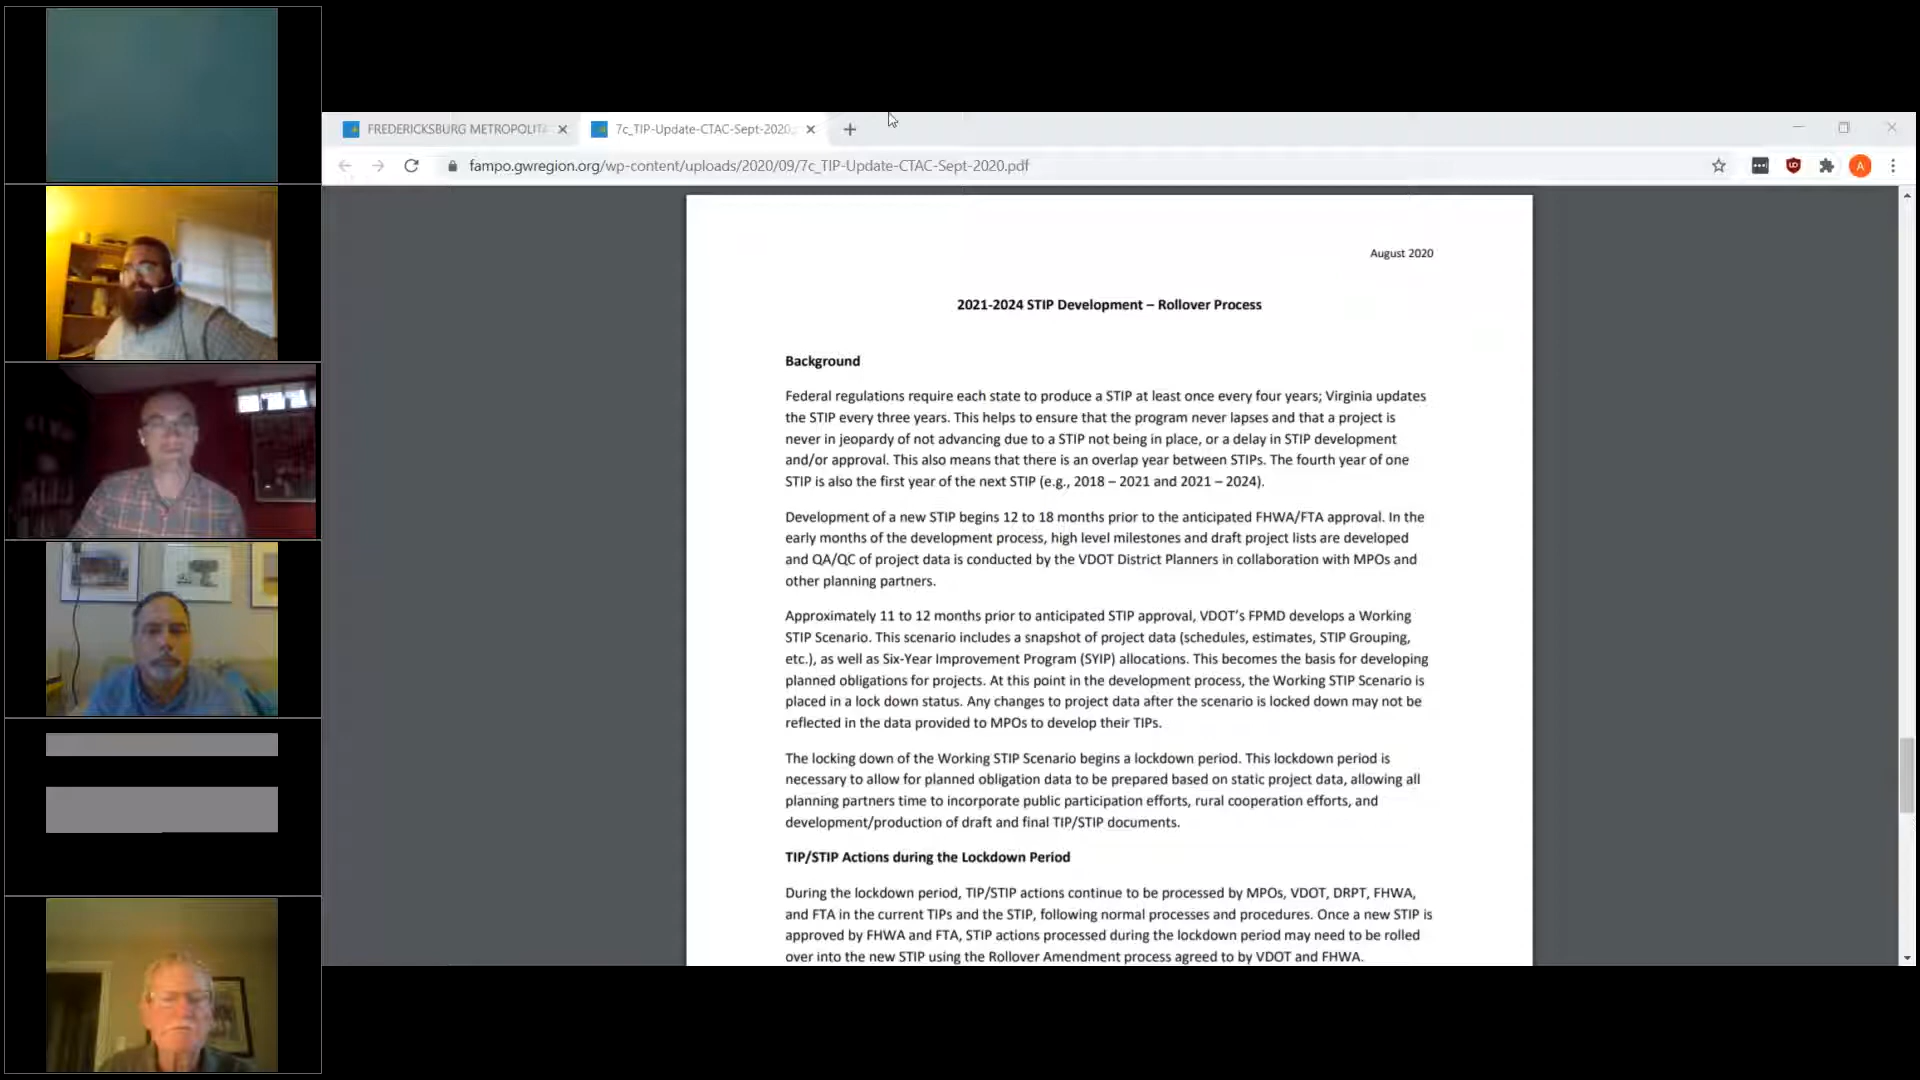 FREDERICKSBURG METROPOLIT
7c_TIP-Update-CTAC-Sept-2020
fampo.gwregion.org/wp-content/uploads/2020/09/7c_TIP-Update-CTAC-Sept-2020.pdf
A
August 2020
2021-2024 STIP Development – Rollover Process
Background
Federal regulations require each state to produce a STIP at least once every four years; Virginia updates
the STIP every three years. This helps to ensure that the program never lapses and that a project is
never in jeopardy of not advancing due to a STIP not being in place, or a delay in STIP development
and/or approval. This also means that there is an overlap year between STIPs. The fourth year of one
STIP is also the first year of the next STIP (e.g., 2018 – 2021 and 2021 – 2024).
Development of a new STIP begins 12 to 18 months prior to the anticipated FHWA/FTA approval. In the
early months of the development process, high level milestones and draft project lists are developed
and QA/QC of project data is conducted by the VDOT District Planners in collaboration with MPOs and
other planning partners.
Approximately 11 to 12 months prior to anticipated STIP approval, VDOT's FPMD develops a Working
STIP Scenario. This scenario includes a snapshot of project data (schedules, estimates, STIP Grouping,
etc.), as well as Six-Year Improvement Program (SYIP) allocations. This becomes the basis for developing
planned obligations for projects. At this point in the development process, the Working STIP Scenario is
placed in a lock down status. Any changes to project data after the scenario is locked down may not be
reflected in the data provided to MPOs to develop their TIPs.
The locking down of the Working STIP Scenario begins a lockdown period. This lockdown period is
necessary to allow for planned obligation data to be prepared based on static project data, allowing all
planning partners time to incorporate public participation efforts, rural cooperation efforts, and
development/production of draft and final TIP/STIP documents.
TIP/STIP Actions during the Lockdown Period
During the lockdown period, TIP/STIP actions continue to be processed by MPOs, VDOT, DRPT, FHWA,
and FTA in the current TIPs and the STIP, following normal processes and procedures. Once a new STIP is
approved by FHWA and FTA, STIP actions processed during the lockdown period may need to be rolled
over into the new STIP using the Rollover Amendment process agreed to by VDOT and FHWA.